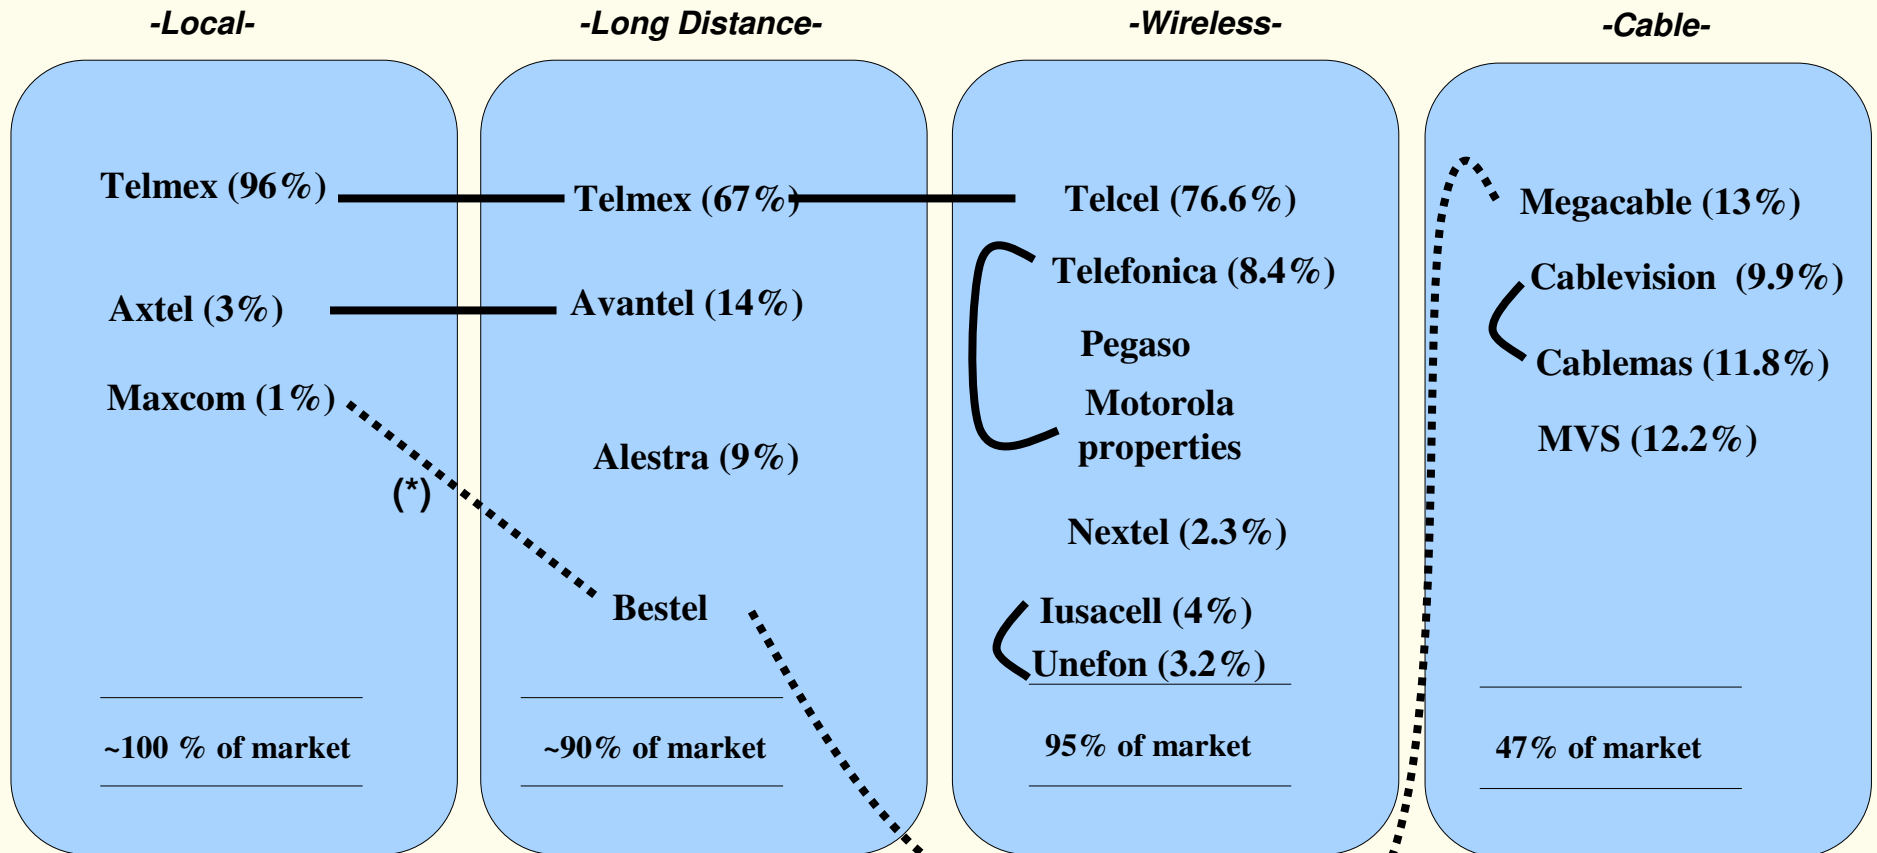 -Local-
Telmex (96%)
Axtel (3%)
Maxcom (1%)
(*)
~100 % of market
-Long Distance-
Telmex (67%)
Avantel (14%)
Alestra (9%)
Bestel
~90% of market
-Wireless-
Telcel (76.6%)
Telefonica (8.4%)
Pegaso
Motorola
properties
Nextel (2.3%)
Iusacell (4%)
Unefon (3.2%)
95% of market
-Cable-
Megacable (13%)
Cablevision (9.9%)
Cablemas (11.8%)
MVS (12.2%)
47% of market